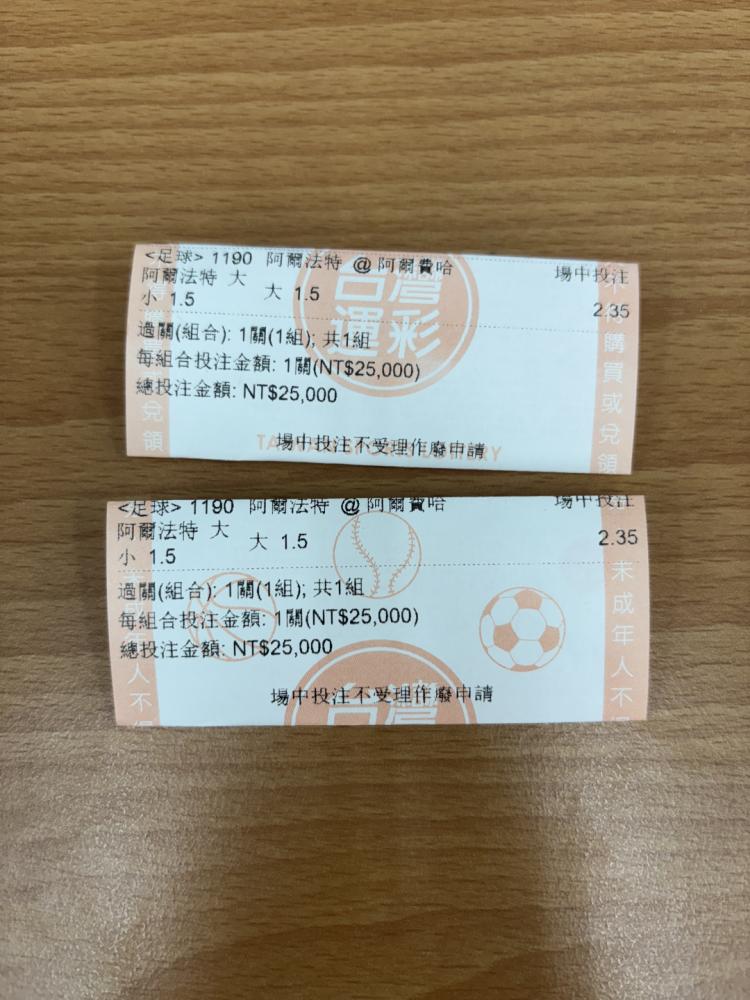 <足球> 1190 阿爾法特 @ 阿爾費哈 場中投注
阿爾法特 大
小 1.5 大 1.5 2.35
過關(組合): 1關(1組); 共1組
每組合投注金額: 1關(NT$25,000)
總投注金額: NT$25,000
場中投注不受理作廢申請
台灣
運彩
購買或兌領
<足球> 1190 阿爾法特 @ 阿爾費哈 場中投注
阿爾法特 大
小 1.5 大 1.5 2.35
過關(組合): 1關(1組); 共1組
每組合投注金額: 1關(NT$25,000)
總投注金額: NT$25,000
場中投注不受理作廢申請
台灣
未成年人不